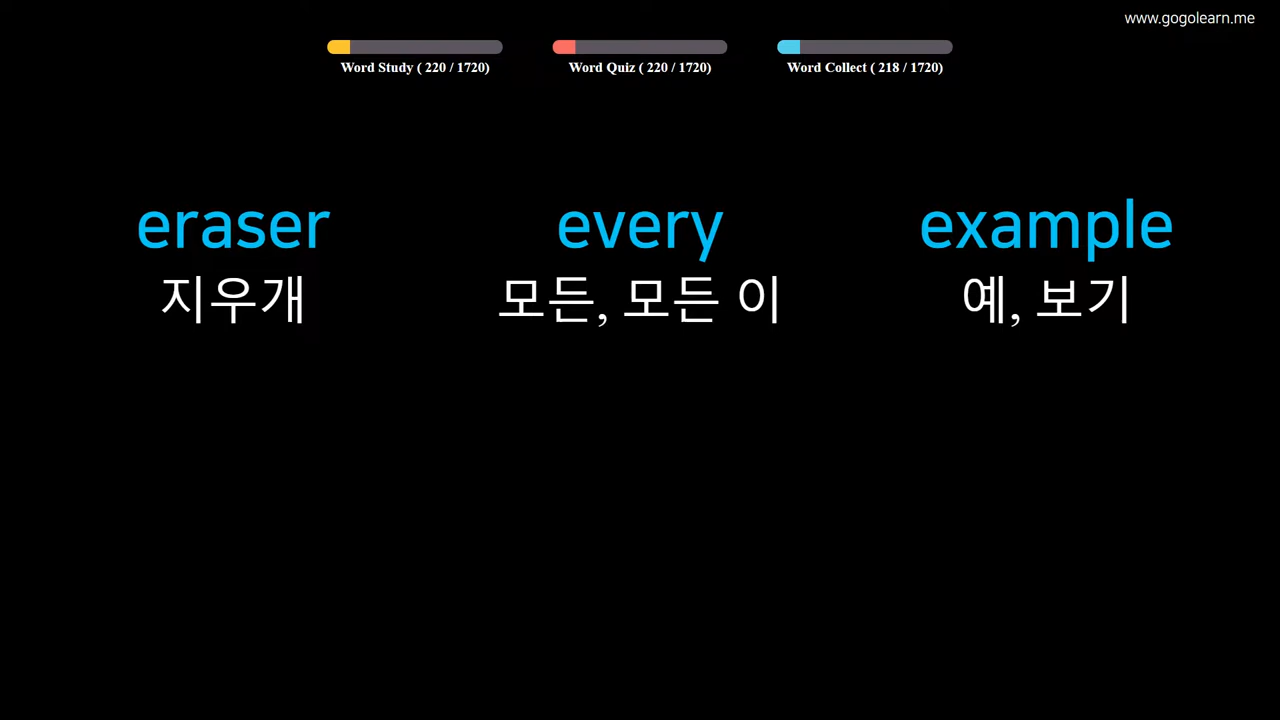 www.gogolearn.me
Word Study ( 220 / 1720)
Word Quiz ( 220 / 1720)
Word Collect ( 218 / 1720)
eraser
지우개
every
모든, 모든 이
example
예, 보기